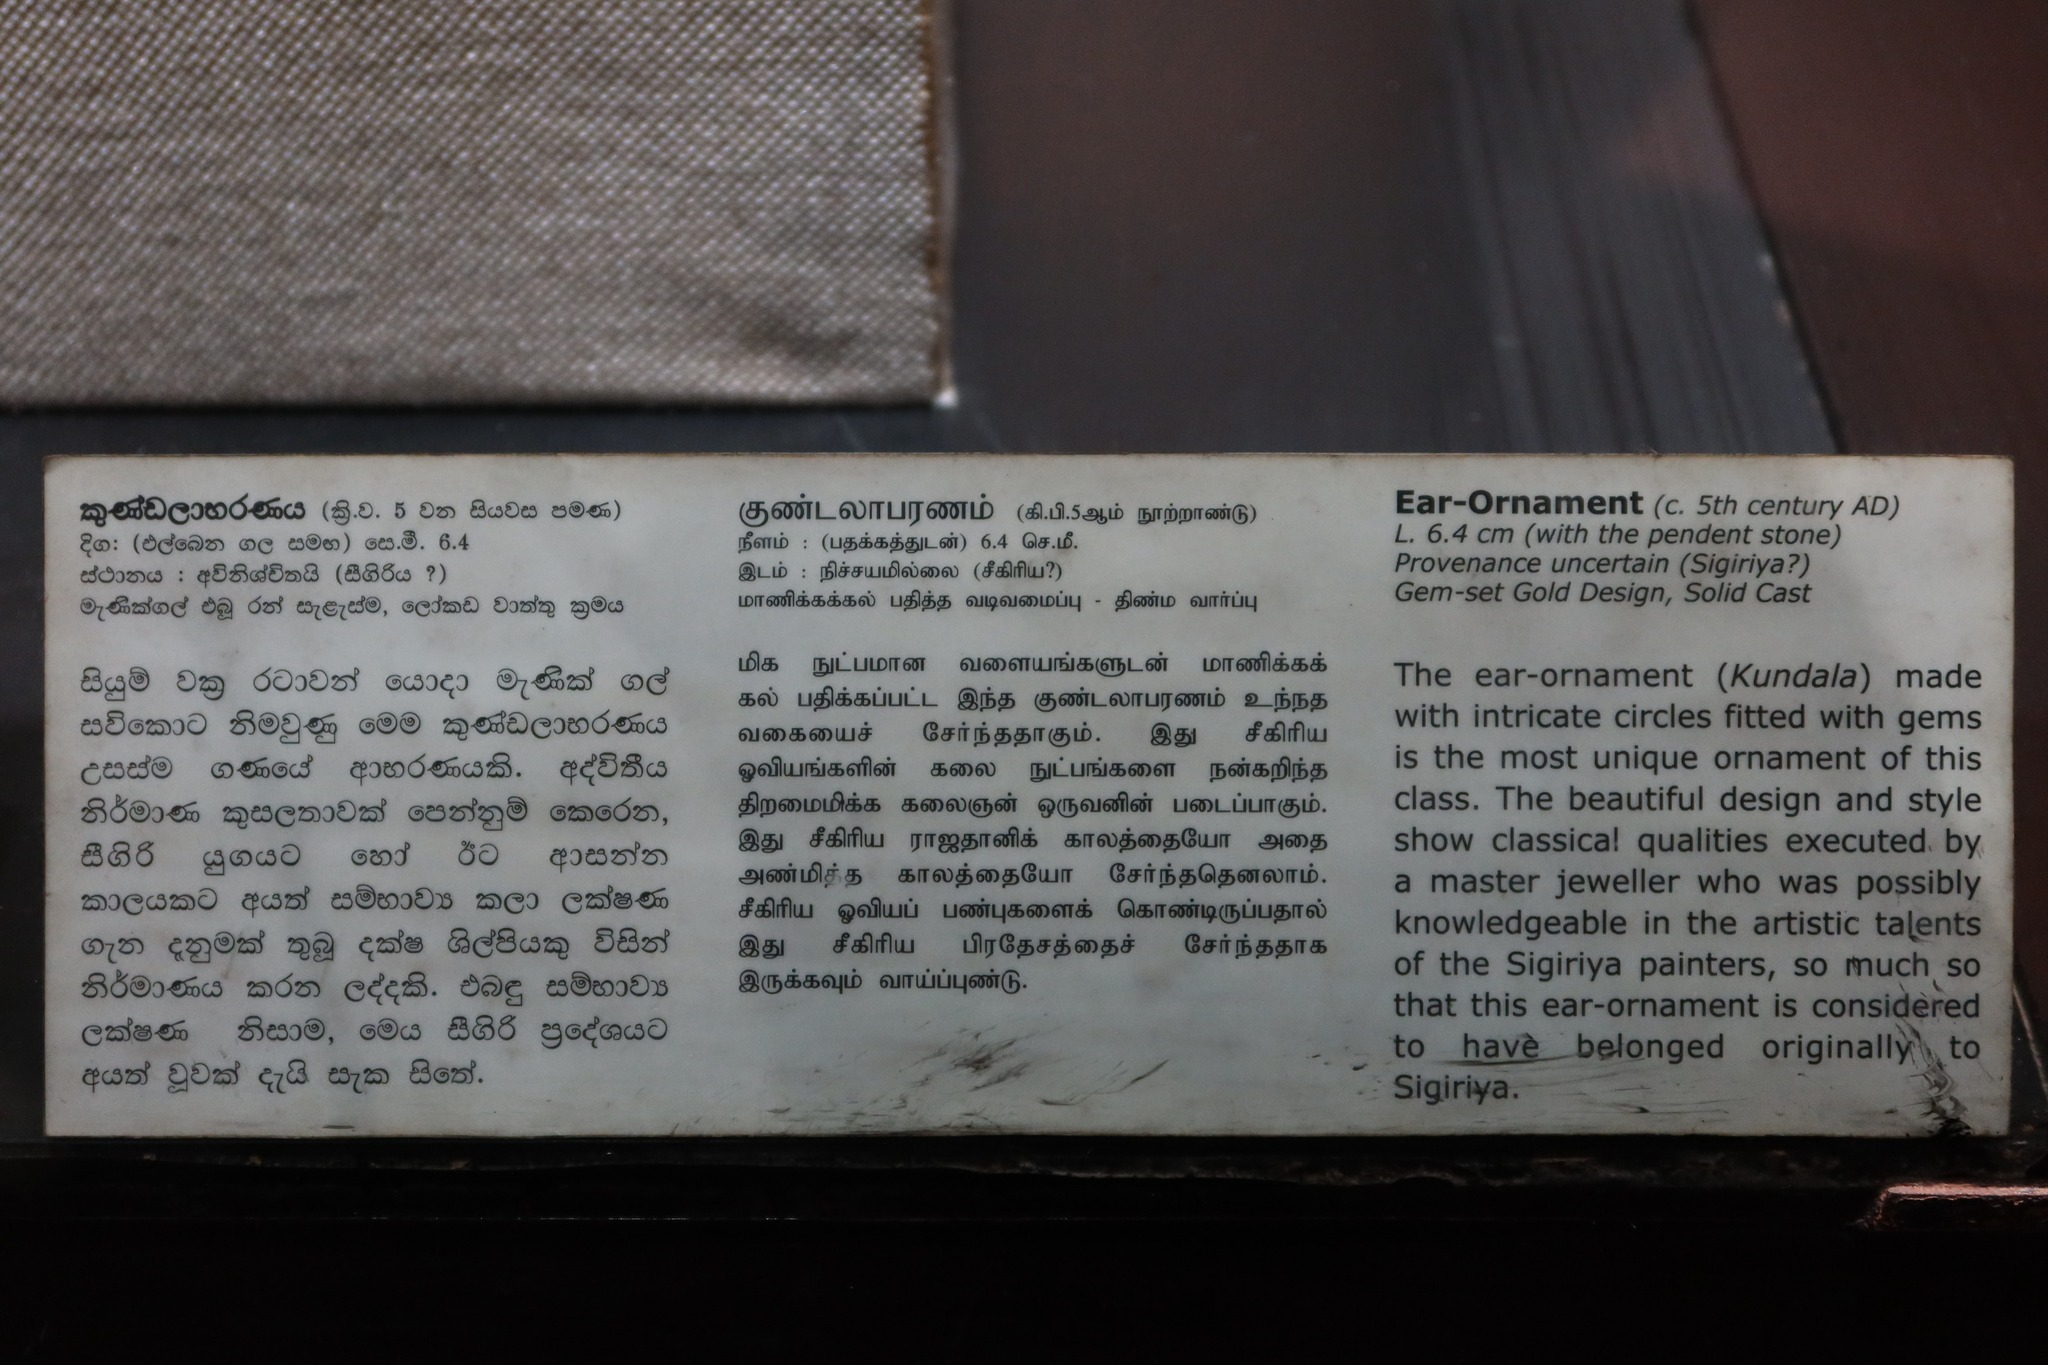 කුණ්ඩලාභරණය (ක්‍රි.ව. 5 වන සියවස පමණ)
දිග: (එල්බෙන ගල සමඟ) සෙ.මී. 6.4
ස්ථානය : අවිනිශ්චිතයි (සීගිරිය ?)
මැණික්ගල් එබූ රන් සැළැස්ම, ලෝකඩ වාත්තු ක්‍රමය
සියුම් වක්‍ර රටාවන් යොදා මැණික් ගල්
සවිකොට නිමවුණු මෙම කුණ්ඩලාභරණය
උසස්ම ගණයේ ආභරණයකි. අද්විතීය
නිර්මාණ කුසලතාවක් පෙන්නුම් කෙරෙන,
සීගිරි යුගයට හෝ ඊට ආසන්න
කාලයකට අයත් සම්භාව්‍ය කලා ලක්ෂණ
ගැන දැනුමක් තුබූ දක්ෂ ශිල්පියකු විසින්
නිර්මාණය කරන ලද්දකි. එබඳු සම්භාව්‍ය
ලක්ෂණ නිසාම, මෙය සීගිරි ප්‍රදේශයට
අයත් වූවක් දැයි සැක සිතේ.
குண்டலாபரணம் (கி.பி.5ஆம் நூற்றாண்டு)
நீளம் : (பதக்கத்துடன்) 6.4 செ.மீ.
இடம் : நிச்சயமில்லை (சீகிரிய?)
மாணிக்கக்கல் பதித்த வடிவமைப்பு - திண்ம வார்ப்பு
மிக நுட்பமான வளையங்களுடன் மாணிக்கக்
கல் பதிக்கப்பட்ட இந்த குண்டலாபரணம் உந்நத
வகையைச் சேர்ந்ததாகும். இது சீகிரிய
ஓவியங்களின் கலை நுட்பங்களை நன்கறிந்த
திறமைமிக்க கலைஞன் ஒருவனின் படைப்பாகும்.
இது சீகிரிய ராஜதானிக் காலத்தையோ அதை
அண்மித்த காலத்தையோ சேர்ந்ததெனலாம்.
சீகிரிய ஓவியப் பண்புகளைக் கொண்டிருப்பதால்
இது சீகிரிய பிரதேசத்தைச் சேர்ந்ததாக
இருக்கவும் வாய்ப்புண்டு.
Ear-Ornament (c. 5th century AD)
L. 6.4 cm (with the pendent stone)
Provenance uncertain (Sigiriya?)
Gem-set Gold Design, Solid Cast
The ear-ornament (Kundala) made
with intricate circles fitted with gems
is the most unique ornament of this
class. The beautiful design and style
show classical qualities executed by
a master jeweller who was possibly
knowledgeable in the artistic talents
of the Sigiriya painters, so much so
that this ear-ornament is considered
to have belonged originally to
Sigiriya.